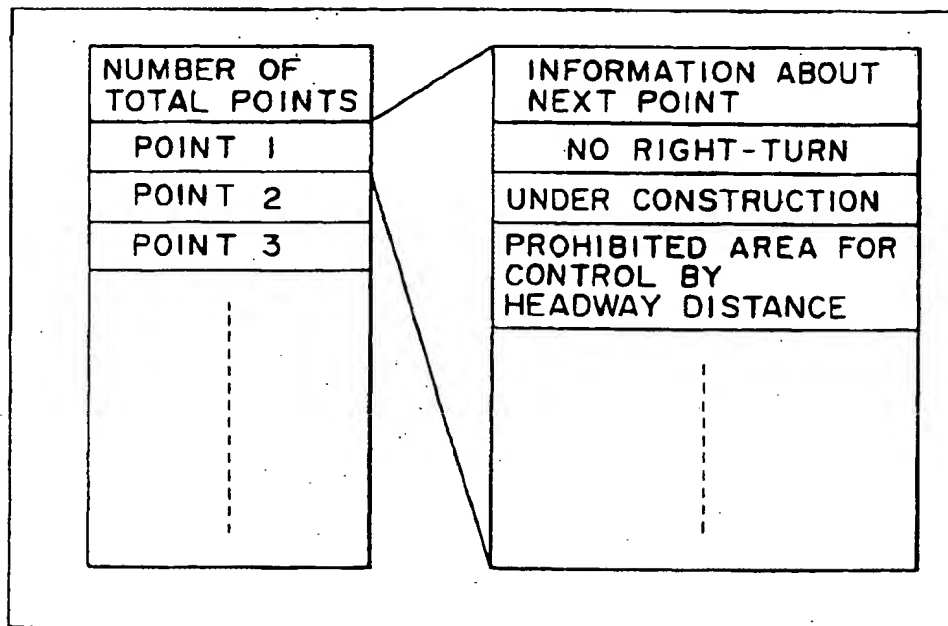 NUMBER OF
TOTAL POINTS
POINT 1
POINT 2
POINT 3
INFORMATION ABOUT
NEXT POINT
NO RIGHT-TURN
UNDER CONSTRUCTION
PROHIBITED AREA FOR
CONTROL BY
HEADWAY DISTANCE